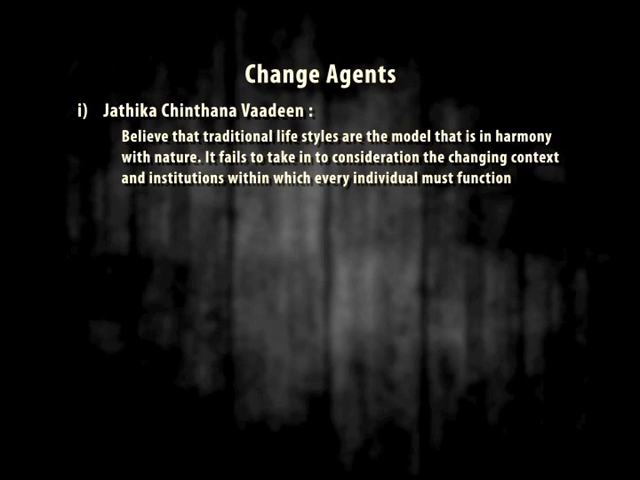 Change Agents
i) Jathika Chinthana Vaadeen :
Believe that traditional life styles are the model that is in harmony
with nature. It fails to take in to consideration the changing context
and institutions within which every individual must function